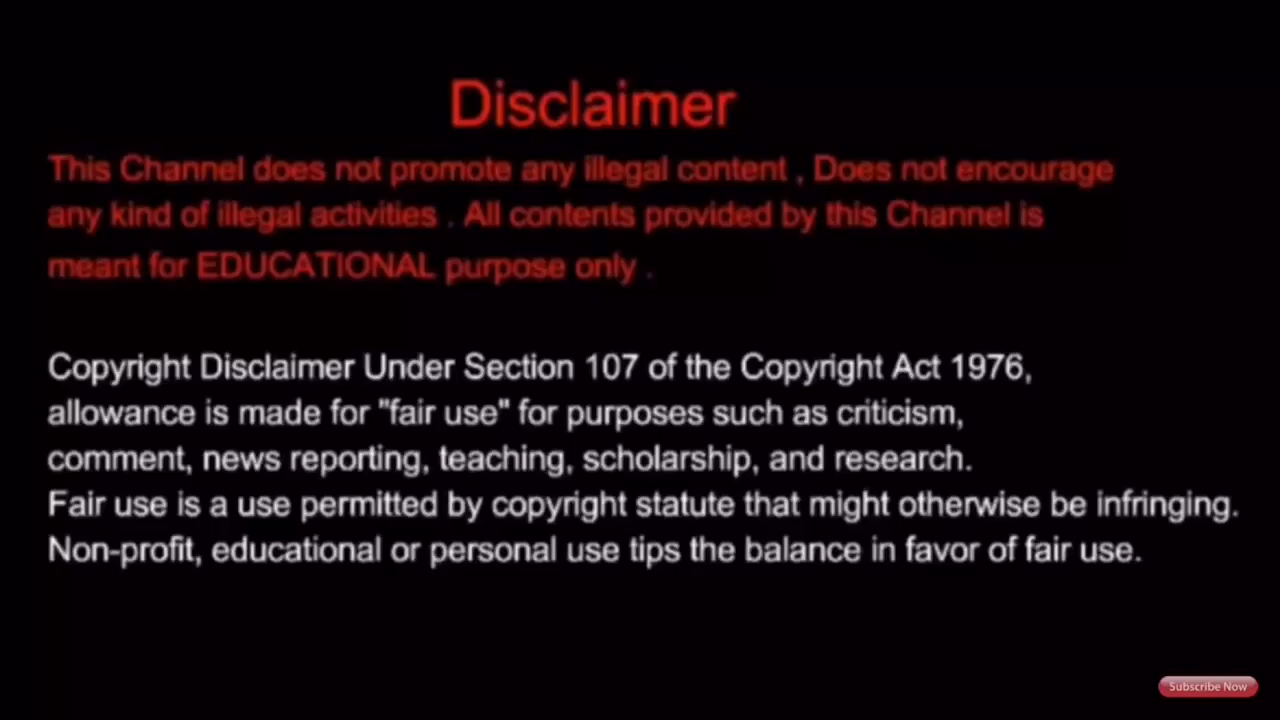 Disclaimer
This Channel does not promote any illegal content , Does not encourage
any kind of illegal activities . All contents provided by this Channel is
meant for EDUCATIONAL purpose only .
Copyright Disclaimer Under Section 107 of the Copyright Act 1976,
allowance is made for "fair use" for purposes such as criticism,
comment, news reporting, teaching, scholarship, and research.
Fair use is a use permitted by copyright statute that might otherwise be infringing.
Non-profit, educational or personal use tips the balance in favor of fair use.
Subscribe Now